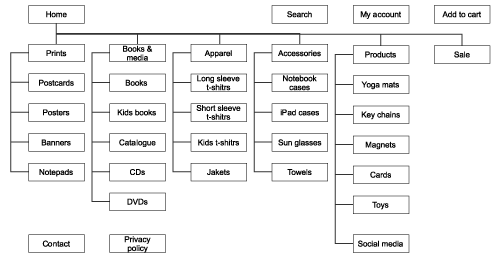 Home
Search
My account
Add to cart
Prints
Books &
media
Apparel
Accessories
Products
Sale
Postcards
Books
Long sleeve
t-shitrs
Notebook
cases
Yoga mats
Posters
Kids books
Short sleeve
t-shitrs
iPad cases
Key chains
Banners
Catalogue
Kids t-shitrs
Sun glasses
Magnets
Notepads
CDs
Jakets
Towels
Cards
DVDs
Toys
Contact
Privacy
policy
Social media